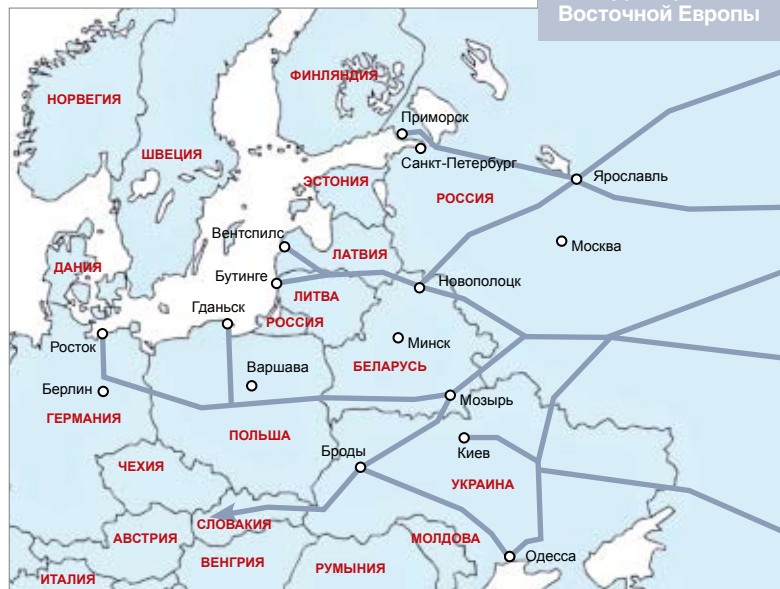 Восточной Европы
ФИНЛЯНДИЯ
НОРВЕГИЯ
Приморск
ШВЕЦИЯ
Санкт-Петербург
ЭСТОНИЯ
Ярославль
РОССИЯ
Вентспилс
Москва
ЛАТВИЯ
ДАНИЯ
Бутинге
Новополоцк
ЛИТВА
Гданьск
РОССИЯ
Росток
Минск
Варшава
БЕЛАРУСЬ
Берлин
Мозырь
ГЕРМАНИЯ
ПОЛЬША
Броды
Киев
ЧЕХИЯ
УКРАИНА
СЛОВАКИЯ
АВСТРИЯ
МОЛДОВА
Одесса
ВЕНГРИЯ
РУМЫНИЯ
ИТАЛИЯ